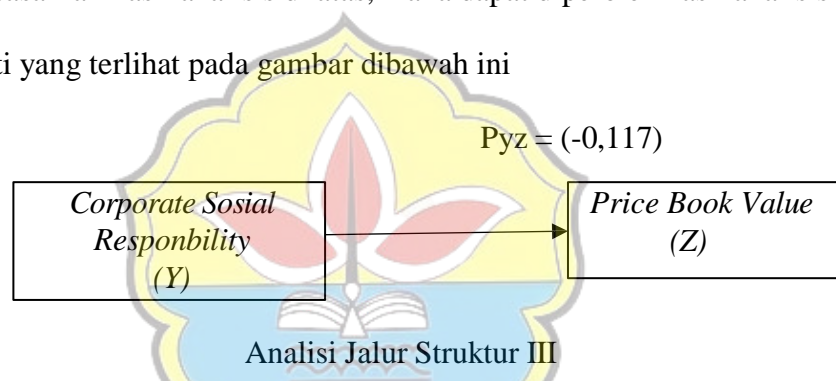 ti yang terlihat pada gambar dibawah ini
Pyz = (-0,117)
Corporate Sosial
Responbility
(Y)
Price Book Value
(Z)
Analisi Jalur Struktur III